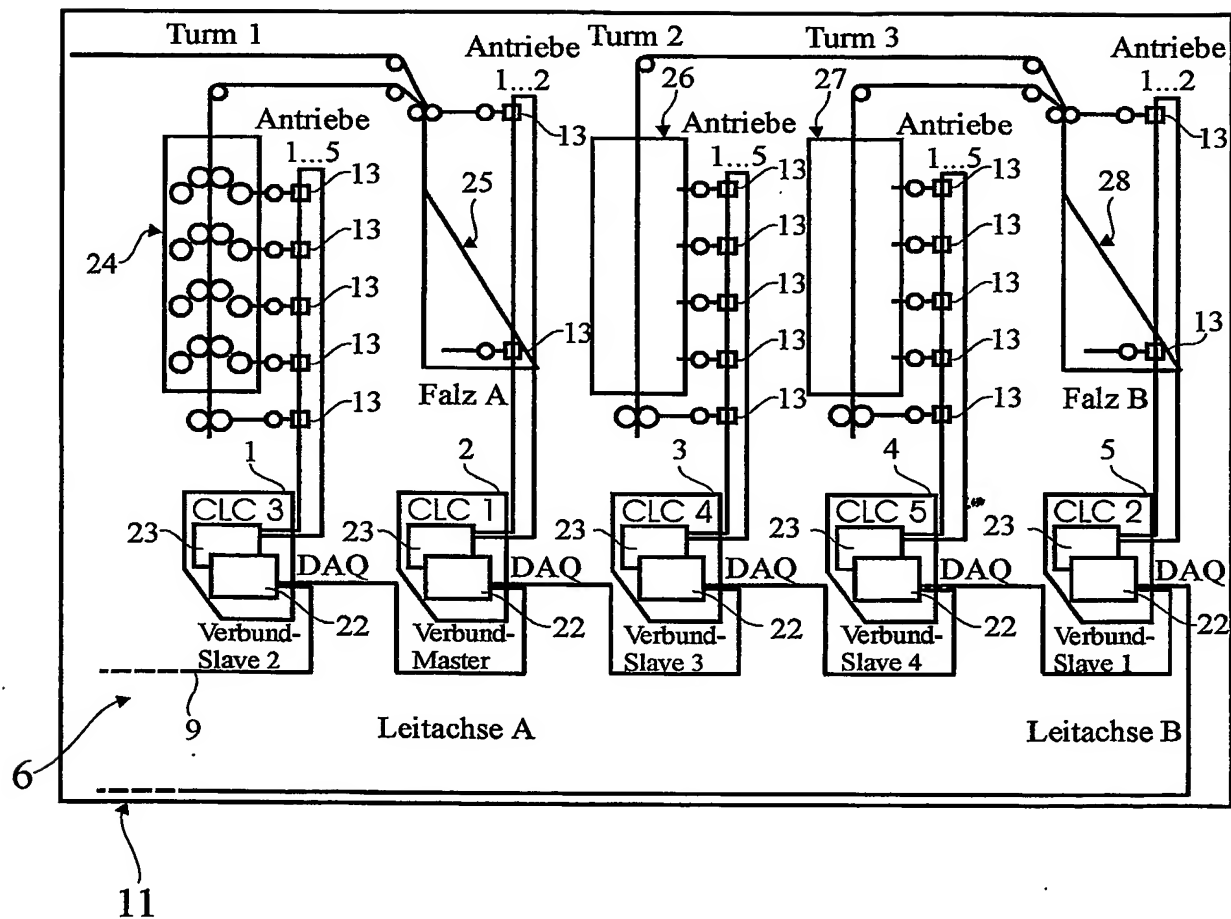 Turm 1
Antriebe
1...2
Turm 2
Turm 3
Antriebe
1...2
26
27
13
13
Antriebe
1...5
Antriebe
1...5
Antriebe
1...5
13
13
13
25
28
24
13
13
13
13
13
13
13
13
13
13
13
13
13
13
Falz A
Falz B
13
13
1
2
3
4
5
CLC 3
CLC 1
CLC 4
CLC 5
CLC 2
23
23
23
23
23
DAQ
DAQ
DAQ
DAQ
DAQ
22
22
22
22
22
Verbund-
Slave 2
Verbund-
Master
Verbund-
Slave 3
Verbund-
Slave 4
Verbund-
Slave 1
9
6
Leitachse A
Leitachse B
11